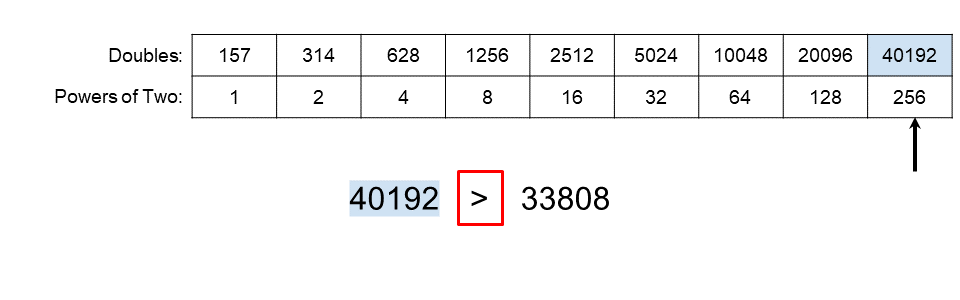 Doubles: 157 314 628 1256 2512 5024 10048 20096 40192
Powers of Two: 1 2 4 8 16 32 64 128 256
40192 > 33808